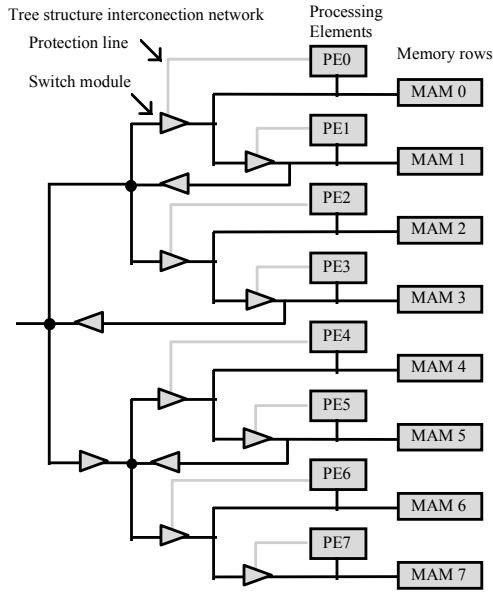 Tree structure interconection network
Processing
Elements
Protection line
Memory rows
PE0
Switch module
MAM 0
PE1
MAM 1
PE2
MAM 2
PE3
MAM 3
PE4
MAM 4
PE5
MAM 5
PE6
MAM 6
PE7
MAM 7